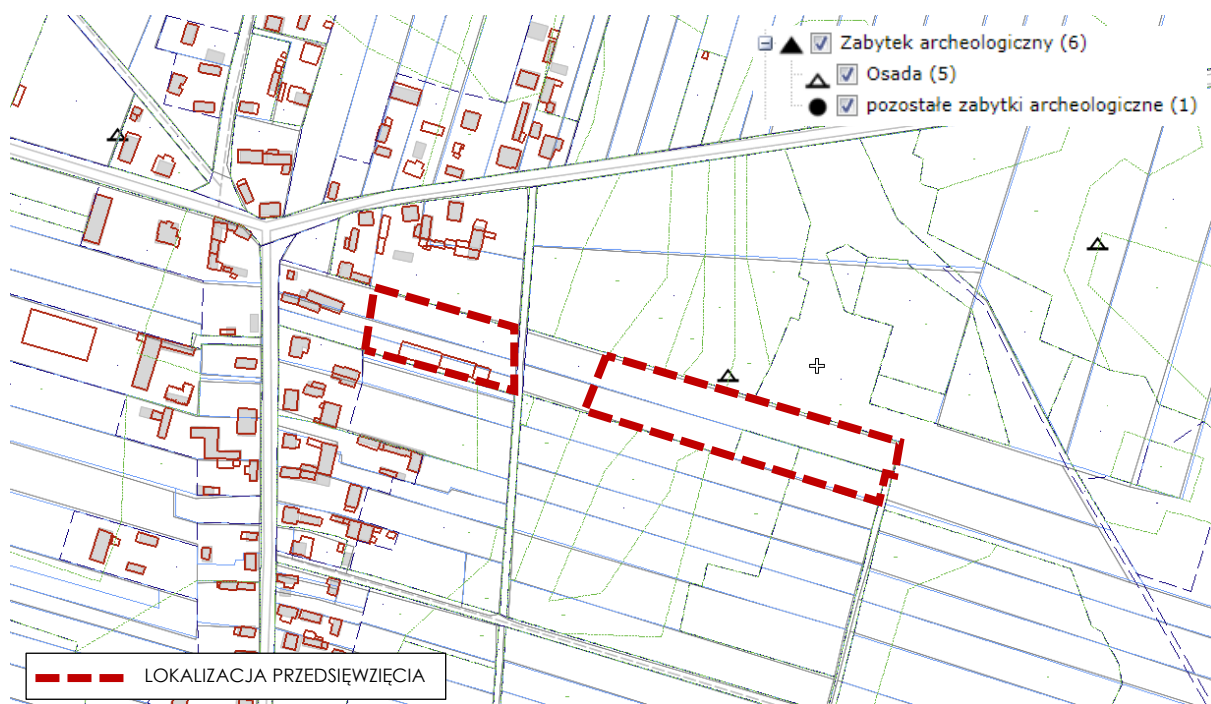 Zabytek archeologiczny (6)
Osada (5)
pozostałe zabytki archeologiczne (1)
LOKALIZACJA PRZEDSIĘWZIĘCIA